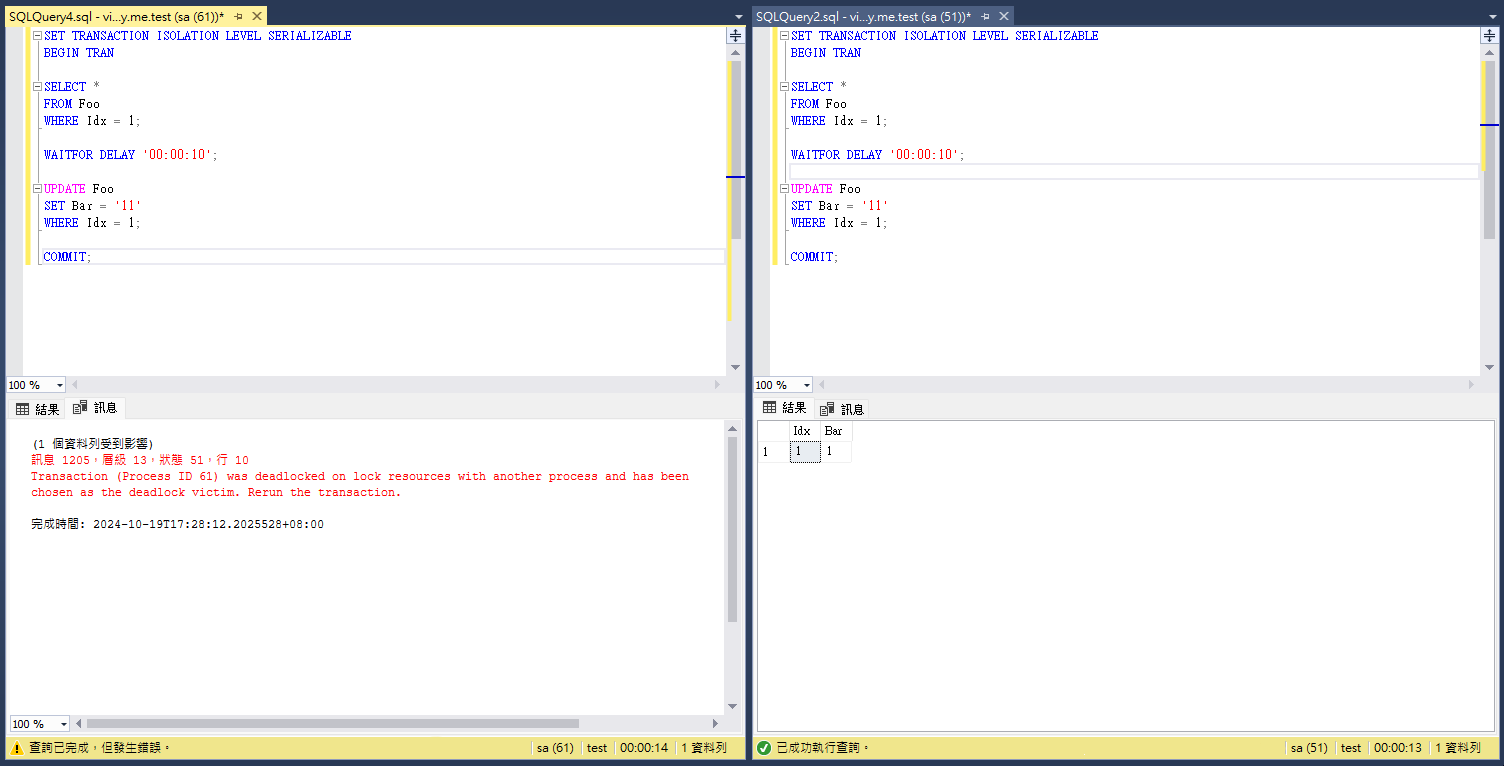 SQLQuery4.sql - vi...y.me.test (sa (61))*
SET TRANSACTION ISOLATION LEVEL SERIALIZABLE
BEGIN TRAN
SELECT *
FROM Foo
WHERE Idx = 1;
WAITFOR DELAY '00:00:10';
UPDATE Foo
SET Bar = '11'
WHERE Idx = 1;
COMMIT;
100 %
結果 訊息
(1 個資料列受到影響)
訊息 1205，層級 13，狀態 51，行 10
Transaction (Process ID 61) was deadlocked on lock resources with another process and has been
chosen as the deadlock victim. Rerun the transaction.
完成時間: 2024-10-19T17:28:12.2025528+08:00
100 %
查詢已完成，但發生錯誤。 sa (61) test 00:00:14 1 資料列
SQLQuery2.sql - vi...y.me.test (sa (51))*
SET TRANSACTION ISOLATION LEVEL SERIALIZABLE
BEGIN TRAN
SELECT *
FROM Foo
WHERE Idx = 1;
WAITFOR DELAY '00:00:10';
UPDATE Foo
SET Bar = '11'
WHERE Idx = 1;
COMMIT;
100 %
結果 訊息
Idx Bar
1 1 1
已成功執行查詢。 sa (51) test 00:00:13 1 資料列